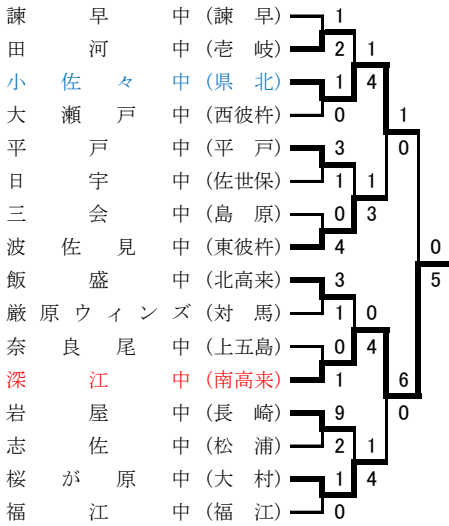 諫早中(諫早) 1
田河中(壱岐) 2 1
小佐々中(県北) 1 4
大瀬戸中(西彼杵) 0 1
平戸中(平戸) 3 0
日宇中(佐世保) 1 1
三会中(島原) 0 3
波佐見中(東彼杵) 4 0
飯盛中(北高来) 3 5
厳原ウィンズ(対馬) 1 0
奈良尾中(上五島) 0 4
深江中(南高来) 1 6
岩屋中(長崎) 9 0
志佐中(松浦) 2 1
桜が原中(大村) 1 4
福江中(福江) 0